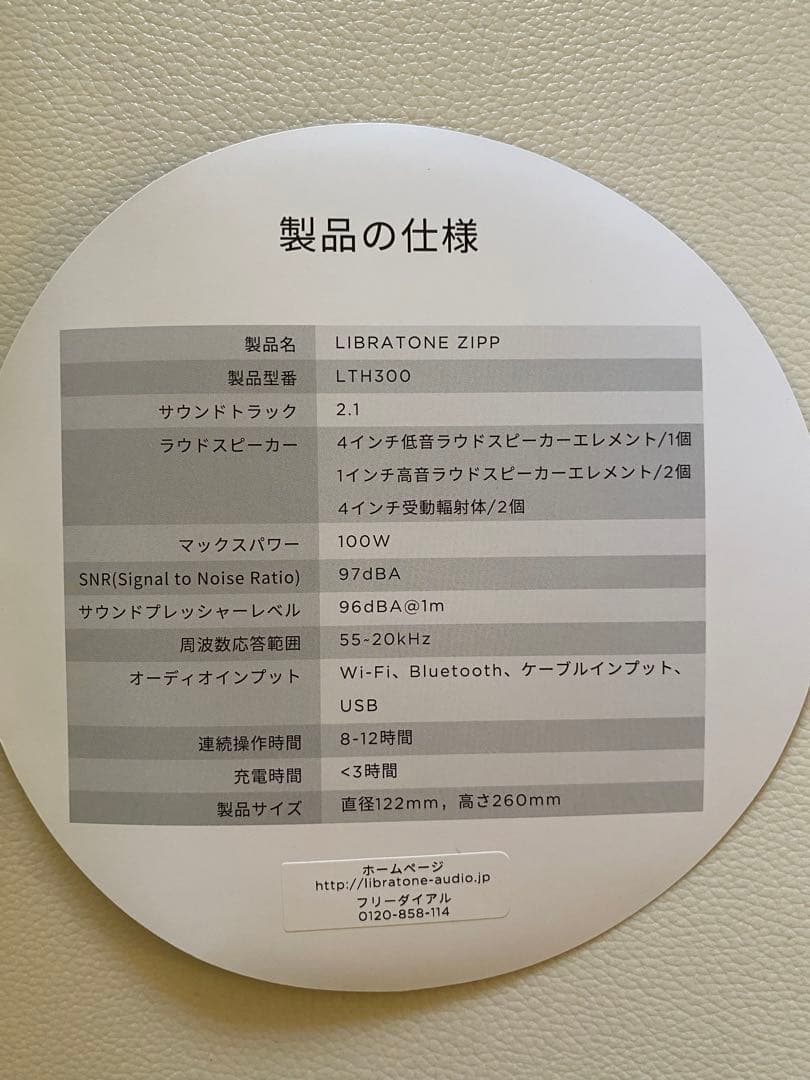 製品の仕様
製品名 LIBRATONE ZIPP
製品型番 LTH300
サウンドトラック 2.1
ラウドスピーカー 4インチ低音ラウドスピーカーエレメント/1個
1インチ高音ラウドスピーカーエレメント/2個
4インチ受動輻射体/2個
マックスパワー 100W
SNR(Signal to Noise Ratio) 97dBA
サウンドプレッシャーレベル 96dBA@1m
周波数応答範囲 55~20kHz
オーディオインプット Wi-Fi、Bluetooth、ケーブルインプット、
USB
連続操作時間 8-12時間
充電時間 <3時間
製品サイズ 直径122mm，高さ260mm
ホームページ
http://libratone-audio.jp
フリーダイアル
0120-858-114